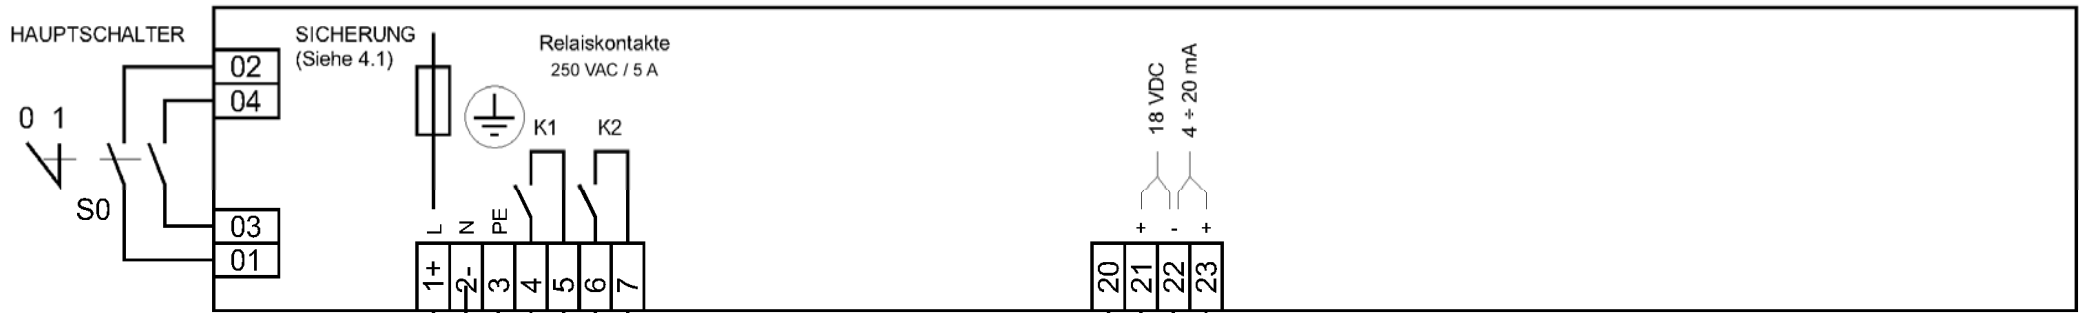 HAUPTSCHALTER
02
04
0 1
S0
03
01
SICHERUNG
(Siehe 4.1)
Relaiskontakte
250 VAC / 5 A
K1 K2
L N PE
1+ 2- 3 4 5 6 7
18 VDC
4 ÷ 20 mA
+ - +
20 21 22 23